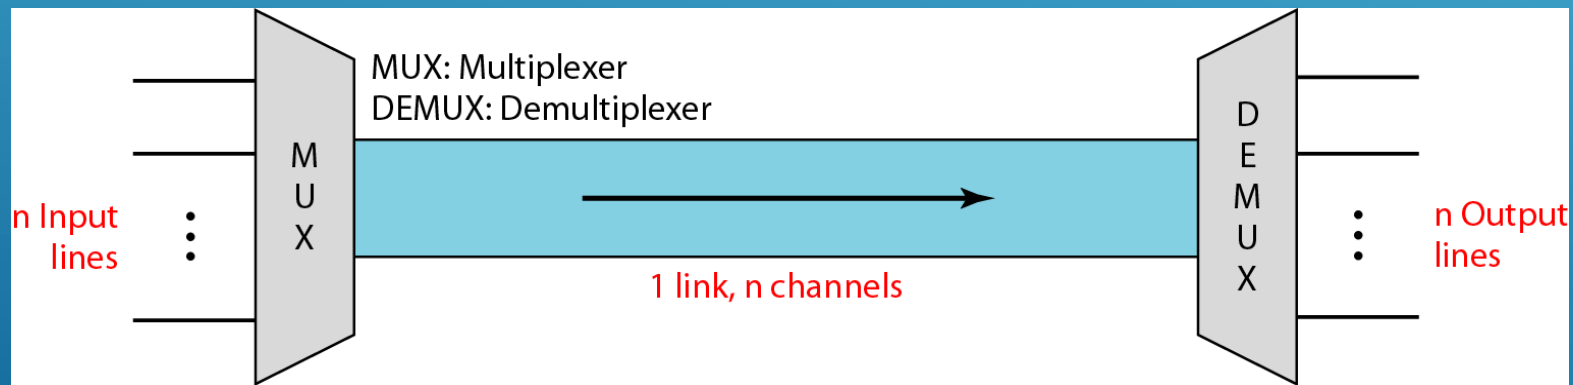 MUX: Multiplexer
DEMUX: Demultiplexer
n Input
lines
M
U
X
1 link, n channels
D
E
M
U
X
n Output
lines